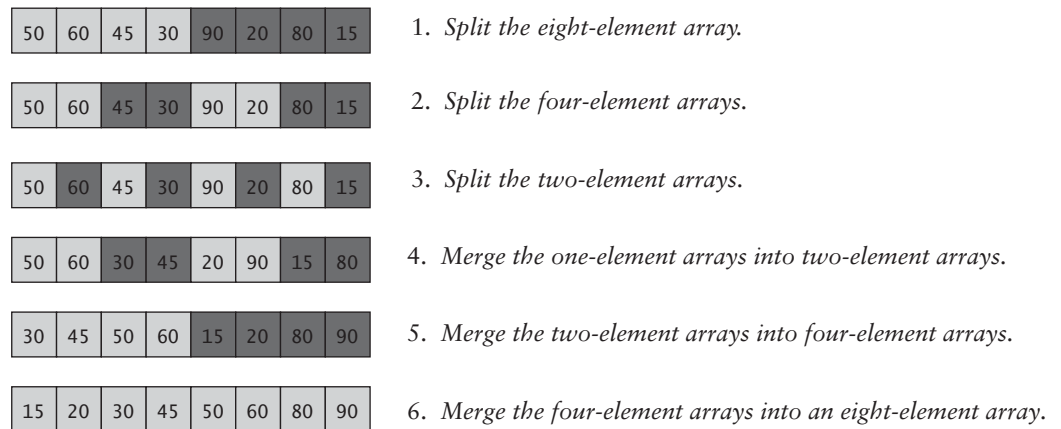 50 60 45 30 90 20 80 15 1. Split the eight-element array.
50 60 45 30 90 20 80 15 2. Split the four-element arrays.
50 60 45 30 90 20 80 15 3. Split the two-element arrays.
50 60 30 45 20 90 15 80 4. Merge the one-element arrays into two-element arrays.
30 45 50 60 15 20 80 90 5. Merge the two-element arrays into four-element arrays.
15 20 30 45 50 60 80 90 6. Merge the four-element arrays into an eight-element array.